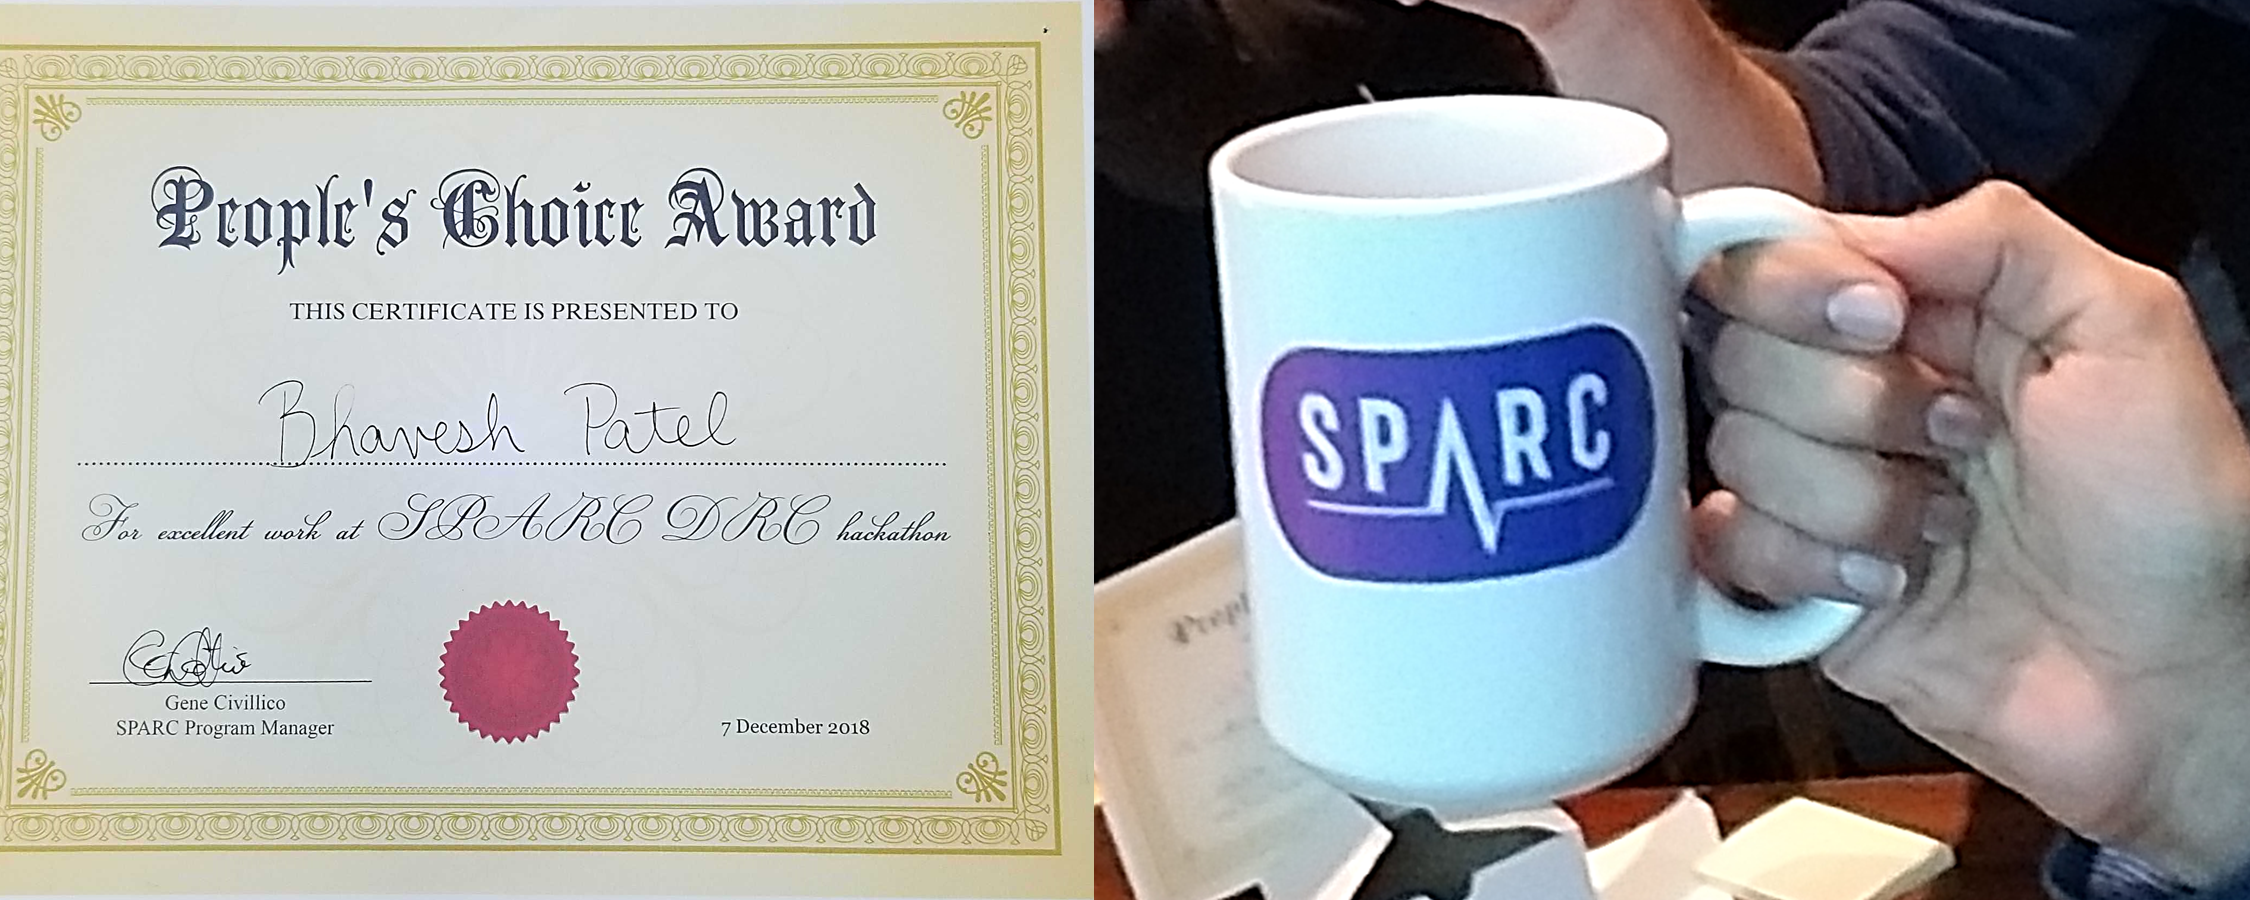 People's Choice Award
THIS CERTIFICATE IS PRESENTED TO
Bhavesh Patel
For excellent work at SPARC DRC hackathon
Gene Civillico
SPARC Program Manager
7 December 2018
SPARC